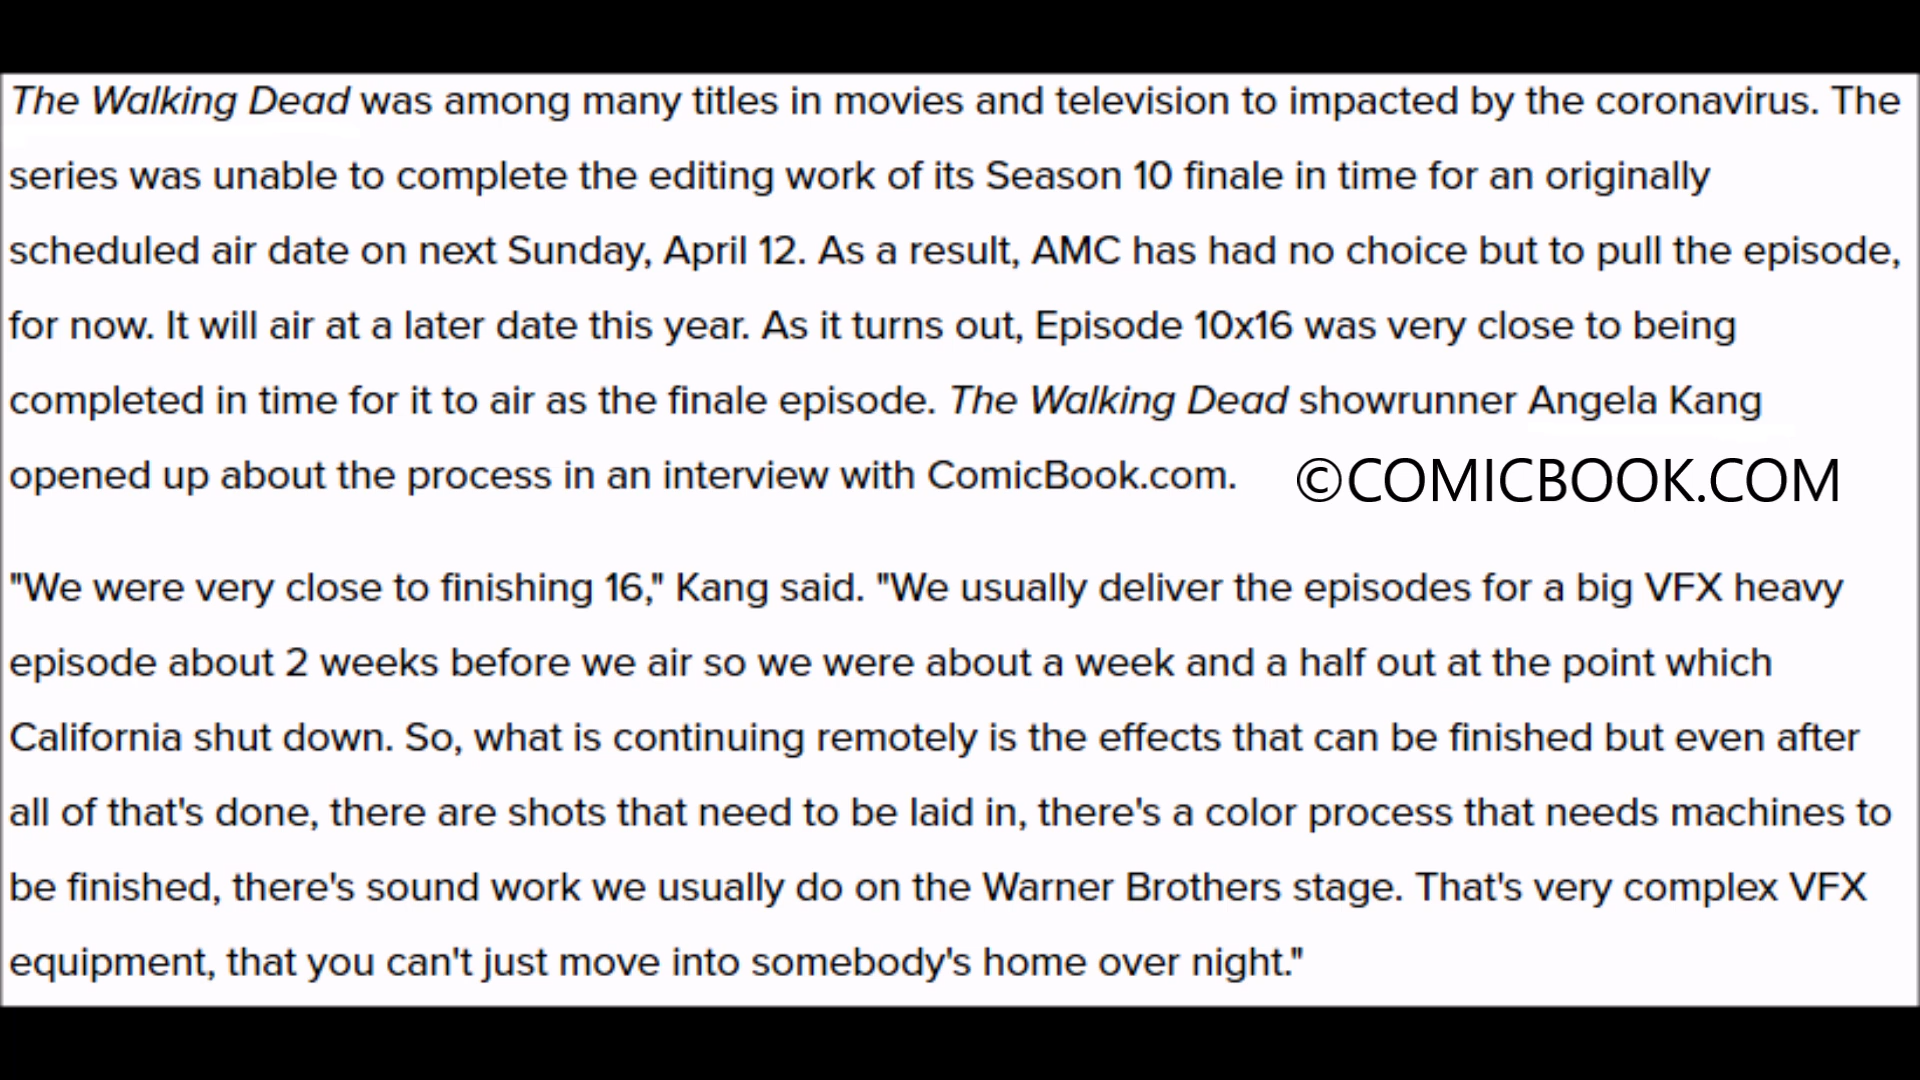 The Walking Dead was among many titles in movies and television to impacted by the coronavirus. The
series was unable to complete the editing work of its Season 10 finale in time for an originally
scheduled air date on next Sunday, April 12. As a result, AMC has had no choice but to pull the episode,
for now. It will air at a later date this year. As it turns out, Episode 10x16 was very close to being
completed in time for it to air as the finale episode. The Walking Dead showrunner Angela Kang
opened up about the process in an interview with ComicBook.com. ©COMICBOOK.COM
"We were very close to finishing 16," Kang said. "We usually deliver the episodes for a big VFX heavy
episode about 2 weeks before we air so we were about a week and a half out at the point which
California shut down. So, what is continuing remotely is the effects that can be finished but even after
all of that's done, there are shots that need to be laid in, there's a color process that needs machines to
be finished, there's sound work we usually do on the Warner Brothers stage. That's very complex VFX
equipment, that you can't just move into somebody's home over night."